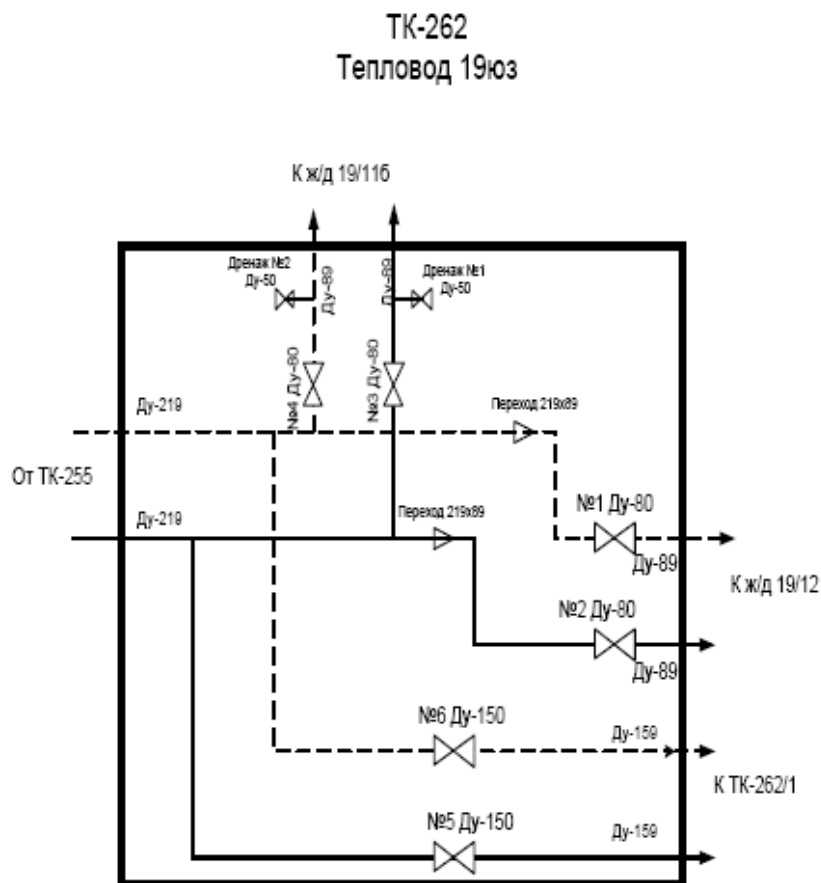 ТК-262
Тепловод 19юз
К ж/д 19/11б
Дренаж №2
Ду-50
Ду-89
Ду-89
Дренаж №1
Ду-50
№4 Ду-80
№3 Ду-80
Ду-219
Переход 219х89
От ТК-255
Ду-219
Переход 219х89
№1 Ду-80
Ду-89
К ж/д 19/12
№2 Ду-80
Ду-89
№6 Ду-150
Ду-159
К ТК-262/1
№5 Ду-150
Ду-159